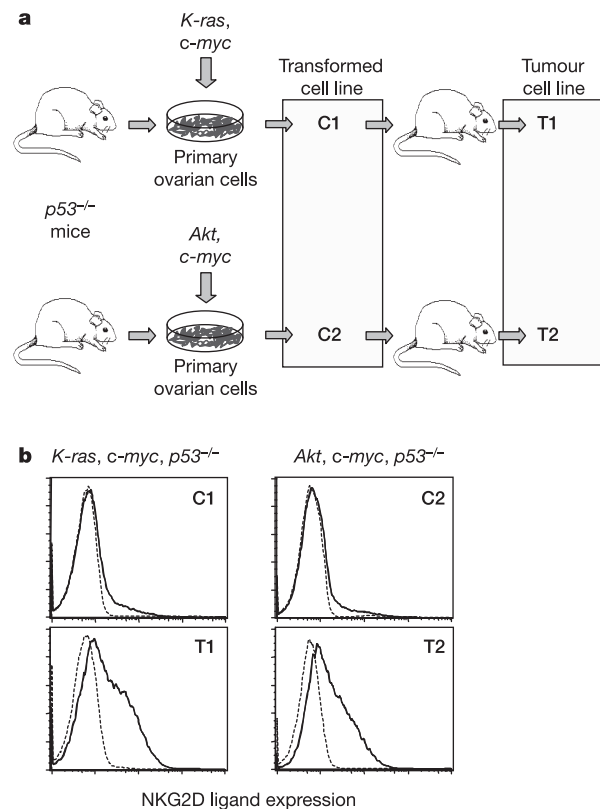 a
K-ras,
c-myc
Transformed
cell line
Tumour
cell line
C1
T1
Primary
ovarian cells
p53–/–
mice
Akt,
c-myc
C2
T2
Primary
ovarian cells
b
K-ras, c-myc, p53–/–
Akt, c-myc, p53–/–
C1
C2
T1
T2
NKG2D ligand expression